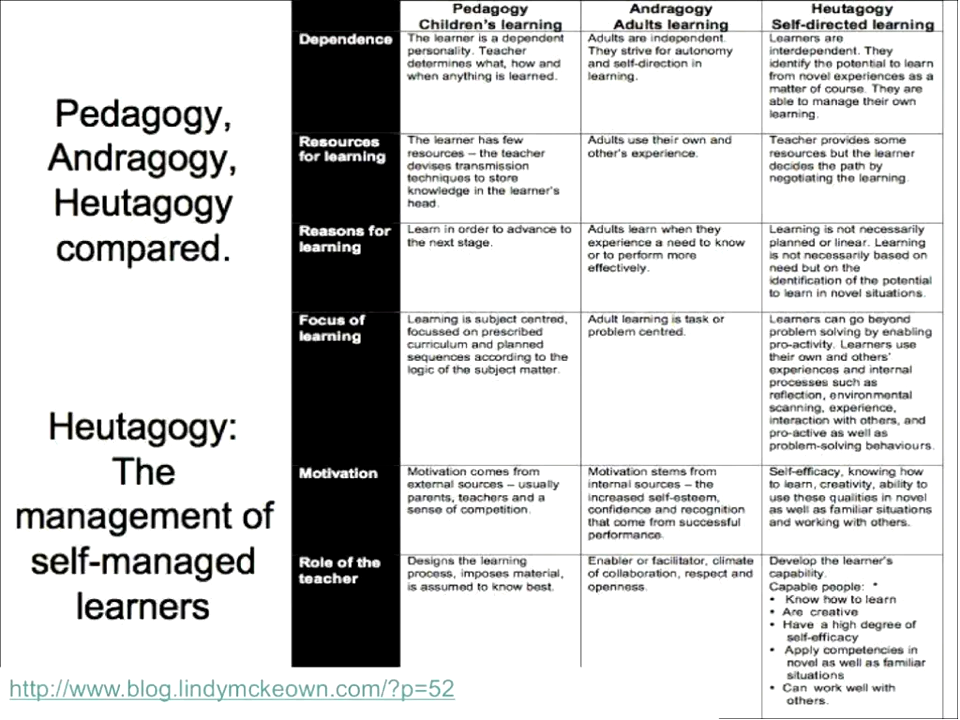 Pedagogy,
Andragogy,
Heutagogy
compared.
Heutagogy:
The
management of
self-managed
learners
Pedagogy
Children's learning
Andragogy
Adults learning
Heutagogy
Self-directed learning
Dependence
The learner is a dependent
personality. Teacher
determines what, how and
when anything is learned.
Adults are independent.
They strive for autonomy
and self-direction in
learning.
Learners are
interdependent. They
identify the potential to learn
from novel experiences as a
matter of course. They are
able to manage their own
learning.
Resources
for learning
The learner has few
resources – the teacher
devises transmission
techniques to store
knowledge in the learner's
head.
Adults use their own and
other's experience.
Teacher provides some
resources but the learner
decides the path by
negotiating the learning.
Reasons for
learning
Learn in order to advance to
the next stage.
Adults learn when they
experience a need to know
or to perform more
effectively.
Learning is not necessarily
planned or linear. Learning
is not necessarily based on
need but on the
identification of the potential
to learn in novel situations.
Focus of
learning
Learning is subject centred,
focussed on prescribed
curriculum and planned
sequences according to the
logic of the subject matter.
Adult learning is task or
problem centred.
Learners can go beyond
problem solving by enabling
pro-activity. Learners use
their own and others'
experiences and internal
processes such as
reflection, environmental
scanning, experience,
interaction with others, and
pro-active as well as
problem-solving behaviours.
Motivation
Motivation comes from
external sources – usually
parents, teachers and a
sense of competition.
Motivation stems from
internal sources – the
increased self-esteem,
confidence and recognition
that come from successful
performance.
Self-efficacy, knowing how
to learn, creativity, ability to
use these qualities in novel
as well as familiar situations
and working with others.
Role of the
teacher
Designs the learning
process, imposes material,
is assumed to know best.
Enabler or facilitator, climate
of collaboration, respect and
openness.
Develop the learner's
capability.
Capable people:
• Know how to learn
• Are creative
• Have a high degree of
self-efficacy
• Apply competencies in
novel as well as familiar
situations
• Can work well with
others.
http://www.blog.lindymckeown.com/?p=52